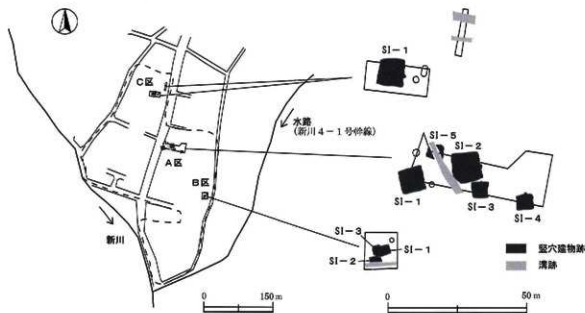 C区
A区
B区
水路
(新川4-1号幹線)
新川
SI-1
SI-5
SI-2
SI-1
SI-3
SI-4
SI-3
SI-1
SI-2
竪穴建物跡
溝跡
0
150m
0
50m